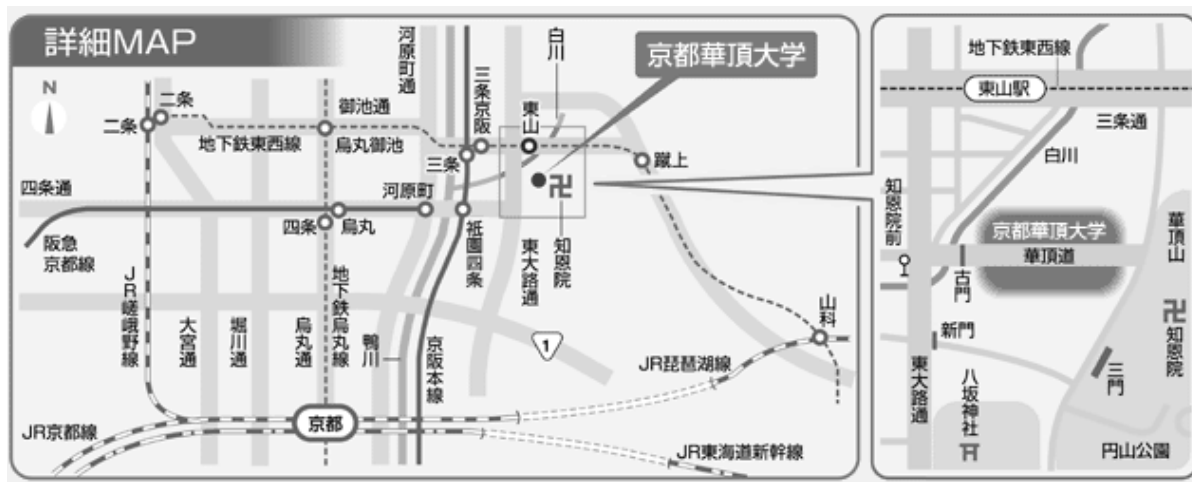 詳細MAP
N
河原町通
白川
京都華頂大学
三条京阪
二条
二条
御池通
東山
地下鉄東西線
烏丸御池
三条
蹴上
四条通
河原町
四条
烏丸
祇園四条
東大路通
知恩院
阪急
京都線
JR嵯峨野線
大宮通
堀川通
烏丸通
地下鉄烏丸線
鴨川
京阪本線
1
山科
JR琵琶湖線
京都
JR京都線
JR東海道新幹線
地下鉄東西線
東山駅
三条通
白川
知恩院前
京都華頂大学
華頂道
華頂山
古門
新門
卍知恩院
三門
東大路通
八坂神社
円山公園